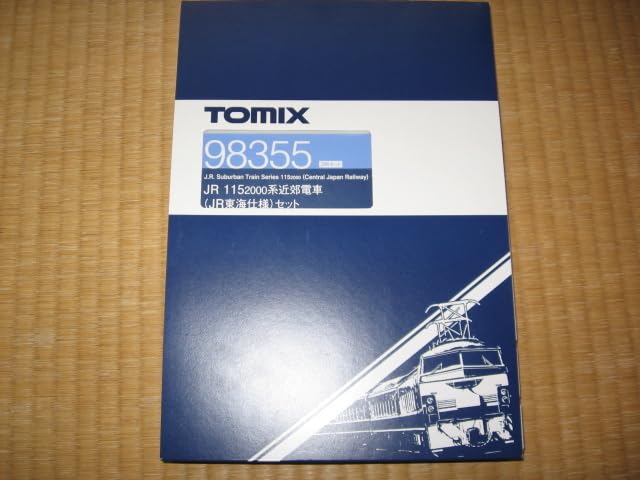 TOMIX
98355
J.R. Suburban Train Series 1152000 (Central Japan Railway)
JR 1152000系近郊電車
(JR東海仕様)セット